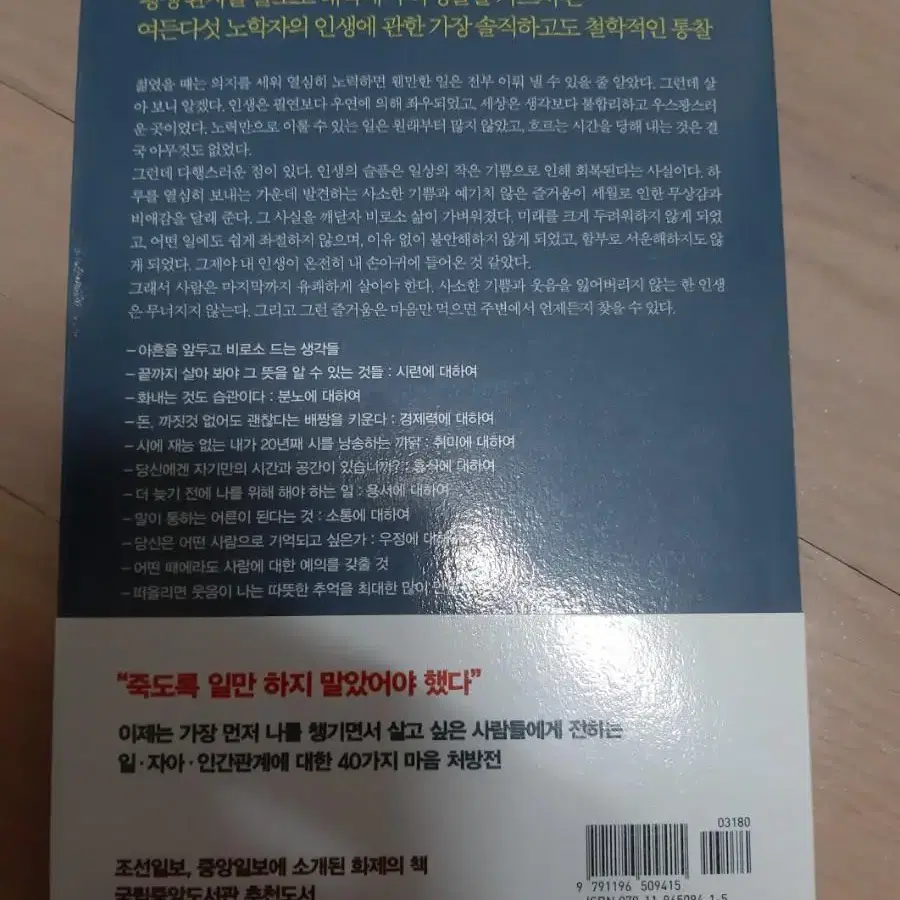 여든다섯 노학자의 인생에 관한 가장 솔직하고도 철학적인 통찰
젊었을 때는 의지를 세워 열심히 노력하면 웬만한 일은 전부 이뤄 낼 수 있을 줄 알았다. 그런데 살
아 보니 알겠다. 인생은 필연보다 우연에 의해 좌우되었고, 세상은 생각보다 불합리하고 우스꽝스러
운 곳이었다. 노력만으로 이룰 수 있는 일은 원래부터 많지 않았고, 흐르는 시간을 당해 내는 것은 결
국 아무것도 없었다.
그런데 다행스러운 점이 있다. 인생의 슬픔은 일상의 작은 기쁨으로 인해 회복된다는 사실이다. 하
루를 열심히 보내는 가운데 발견하는 사소한 기쁨과 예기치 않은 즐거움이 세월로 인한 무상감과
비애감을 달래 준다. 그 사실을 깨닫자 비로소 삶이 가벼워졌다. 미래를 크게 두려워하지 않게 되었
고, 어떤 일에도 쉽게 좌절하지 않으며, 이유 없이 불안해하지 않게 되었고, 함부로 서운해하지도 않
게 되었다. 그제야 내 인생이 온전히 내 손아귀에 들어온 것 같았다.
그래서 사람은 마지막까지 유쾌하게 살아야 한다. 사소한 기쁨과 웃음을 잃어버리지 않는 한 인생
은 무너지지 않는다. 그리고 그런 즐거움은 마음만 먹으면 주변에서 언제든지 찾을 수 있다.
– 아흔을 앞두고 비로소 드는 생각들
– 끝까지 살아 봐야 그 뜻을 알 수 있는 것들 : 시련에 대하여
– 화내는 것도 습관이다 : 분노에 대하여
– 돈, 까짓것 없어도 괜찮다는 배짱을 키운다 : 경제력에 대하여
– 시에 재능 없는 내가 20년째 시를 낭송하는 까닭 : 취미에 대하여
– 당신에겐 자기만의 시간과 공간이 있습니까? : 휴식에 대하여
– 더 늦기 전에 나를 위해 해야 하는 일 : 용서에 대하여
– 말이 통하는 어른이 된다는 것 : 소통에 대하여
– 당신은 어떤 사람으로 기억되고 싶은가 : 우정에 대하여
– 어떤 때에라도 사람에 대한 예의를 갖출 것
– 떠올리면 웃음이 나는 따뜻한 추억을 최대한 많이
“죽도록 일만 하지 말았어야 했다”
이제는 가장 먼저 나를 챙기면서 살고 싶은 사람들에게 전하는
일·자아·인간관계에 대한 40가지 마음 처방전
조선일보, 중앙일보에 소개된 화제의 책
국립중앙도서관 추천도서
03180
9 791196 509415